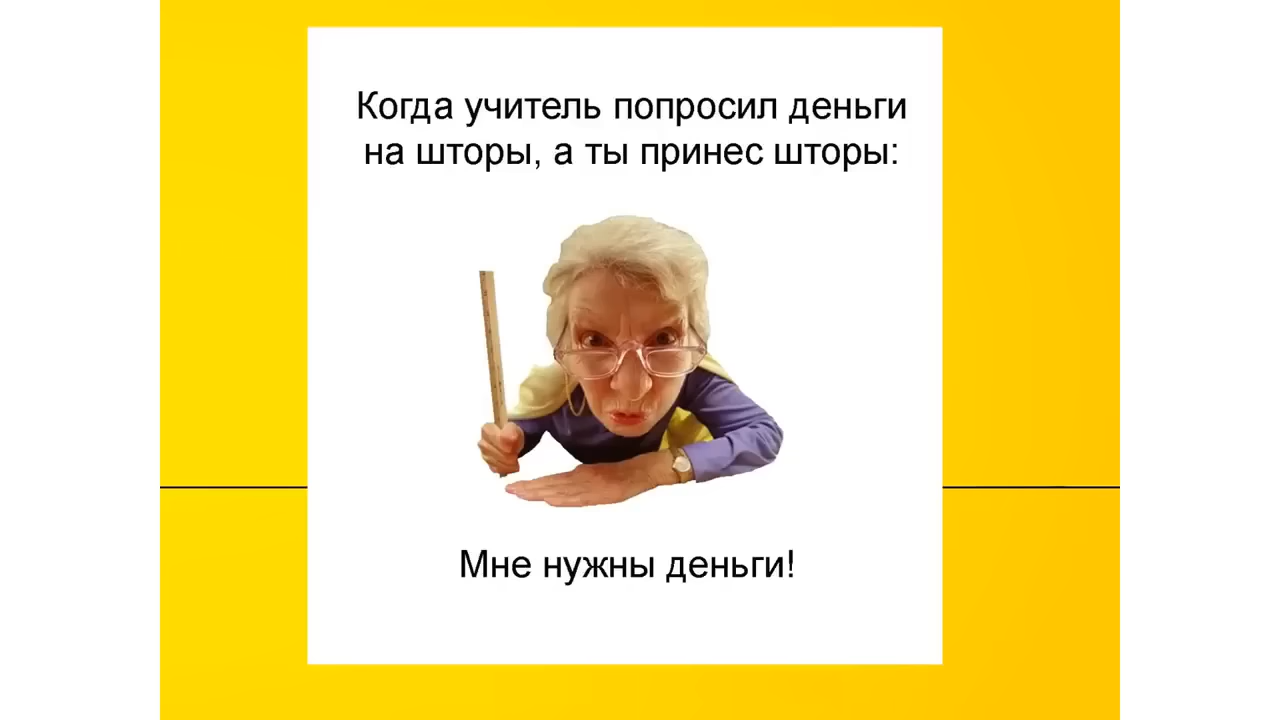 Когда учитель попросил деньги
на шторы, а ты принес шторы:
Мне нужны деньги!